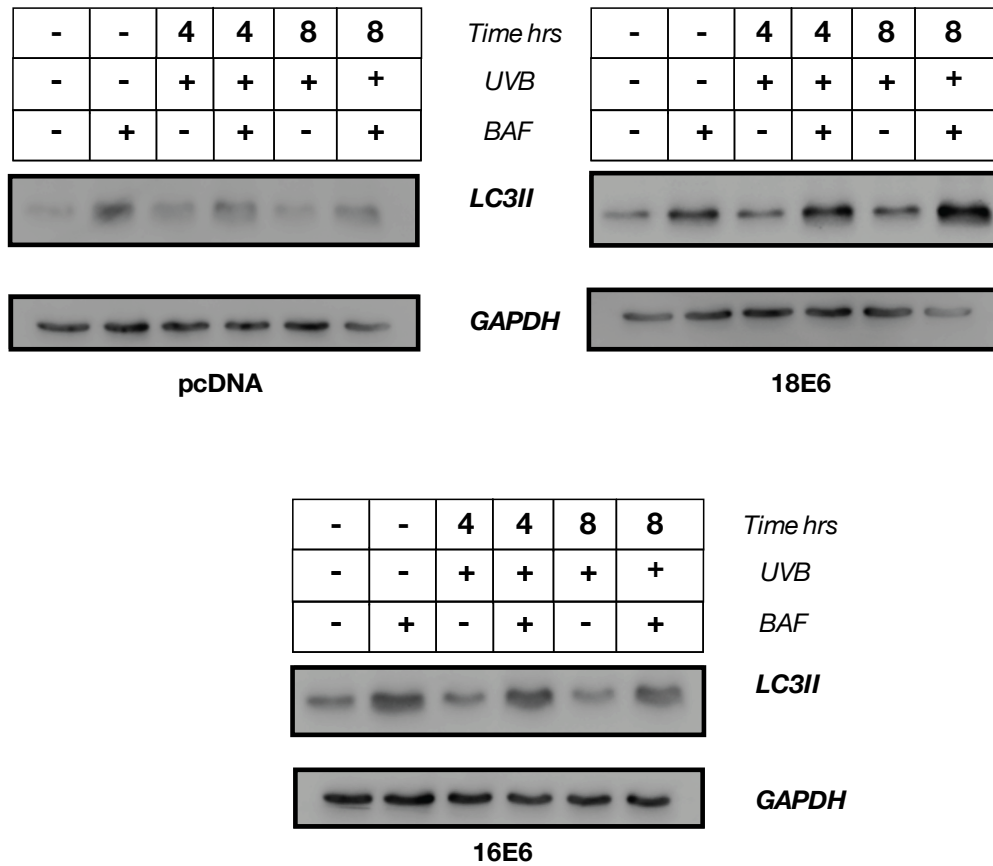 - - 4 4 8 8 Time hrs - - 4 4 8 8
- - + + + + UVB - - + + + +
- + - + - + BAF - + - + - +
LC3II
GAPDH
pcDNA 18E6
- - 4 4 8 8 Time hrs
- - + + + + UVB
- + - + - + BAF
LC3II
GAPDH
16E6